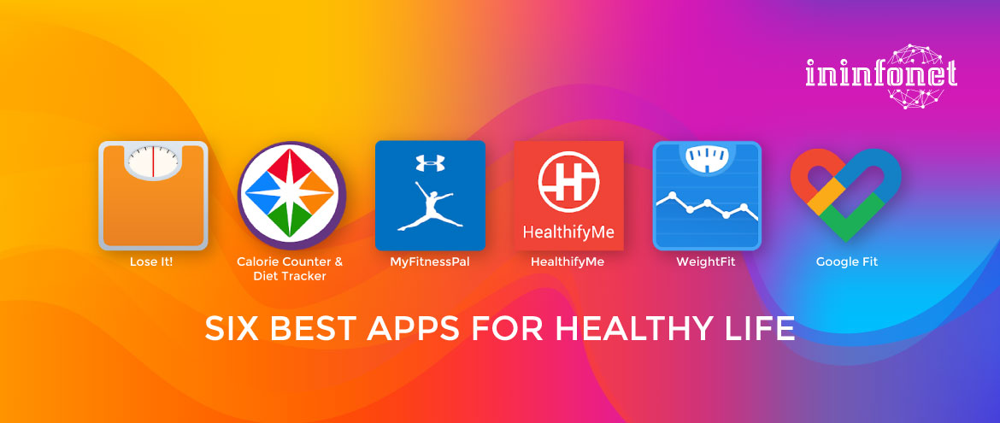 ininfonet
H
HealthifyMe
Lose It!
Calorie Counter &
Diet Tracker
MyFitnessPal
HealthifyMe
WeightFit
Google Fit
SIX BEST APPS FOR HEALTHY LIFE